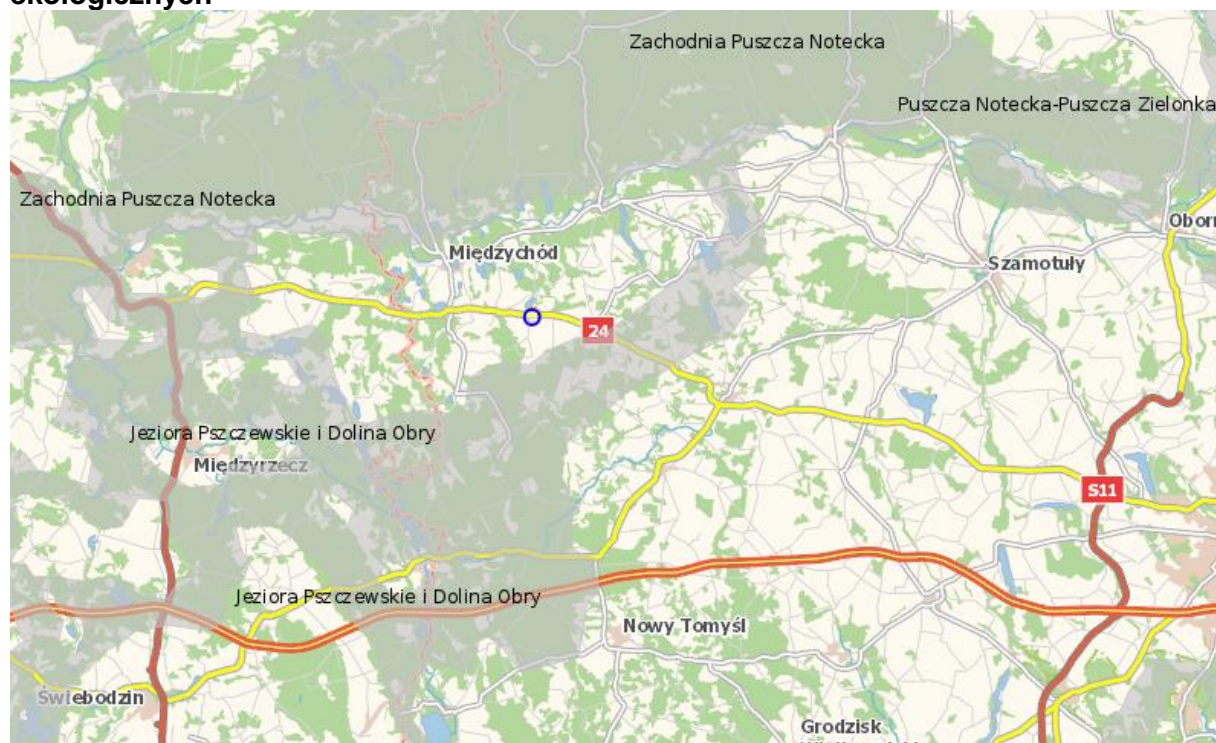 ekologicznych
Zachodnia Puszcza Notecka
Puszcza Notecka-Puszcza Zielonka
Zachodnia Puszcza Notecka
Oborn
Międzychód
Szamotuły
24
Jeziora Pszczewskie i Dolina Obry
Międzyrzecz
S11
Jeziora Pszczewskie i Dolina Obry
Nowy Tomyśl
Świebodzin
Grodzisk